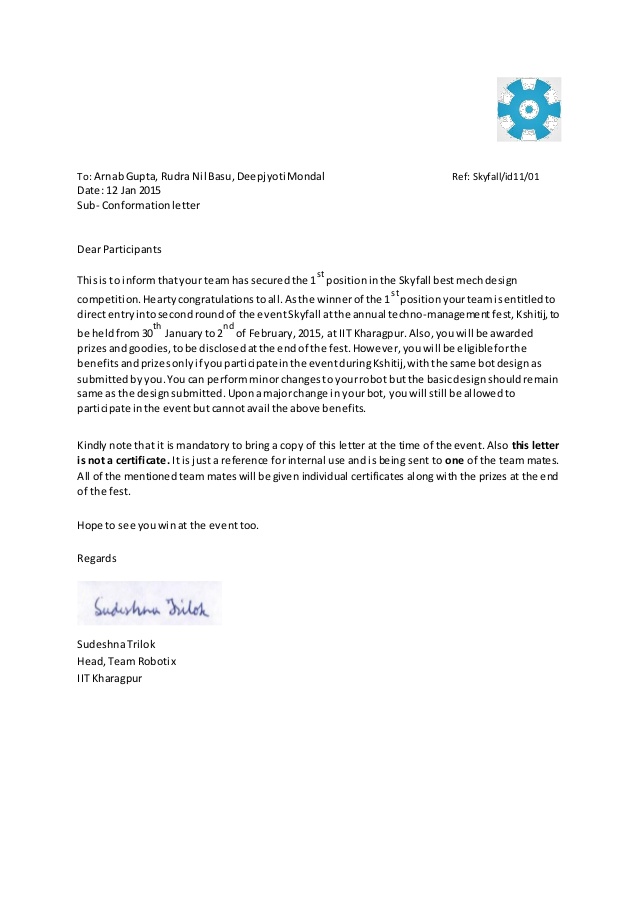 To: Arnab Gupta, Rudra Nil Basu, Deepjyoti Mondal Ref: Skyfall/id11/01
Date: 12 Jan 2015
Sub- Conformation letter
Dear Participants
This is to inform that your team has secured the 1st position in the Skyfall best mech design
competition. Hearty congratulations to all. As the winner of the 1st position your team is entitled to
direct entry into second round of the event Skyfall at the annual techno-management fest, Kshitij, to
be held from 30th January to 2nd of February, 2015, at IIT Kharagpur. Also, you will be awarded
prizes and goodies, to be disclosed at the end of the fest. However, you will be eligible for the
benefits and prizes only if you participate in the event during Kshitij, with the same bot design as
submitted by you. You can perform minor changes to your robot but the basic design should remain
same as the design submitted. Upon a major change in your bot, you will still be allowed to
participate in the event but cannot avail the above benefits.
Kindly note that it is mandatory to bring a copy of this letter at the time of the event. Also this letter
is not a certificate. It is just a reference for internal use and is being sent to one of the team mates.
All of the mentioned team mates will be given individual certificates along with the prizes at the end
of the fest.
Hope to see you win at the event too.
Regards
Sudeshna Trilok
Sudeshna Trilok
Head, Team Robotix
IIT Kharagpur